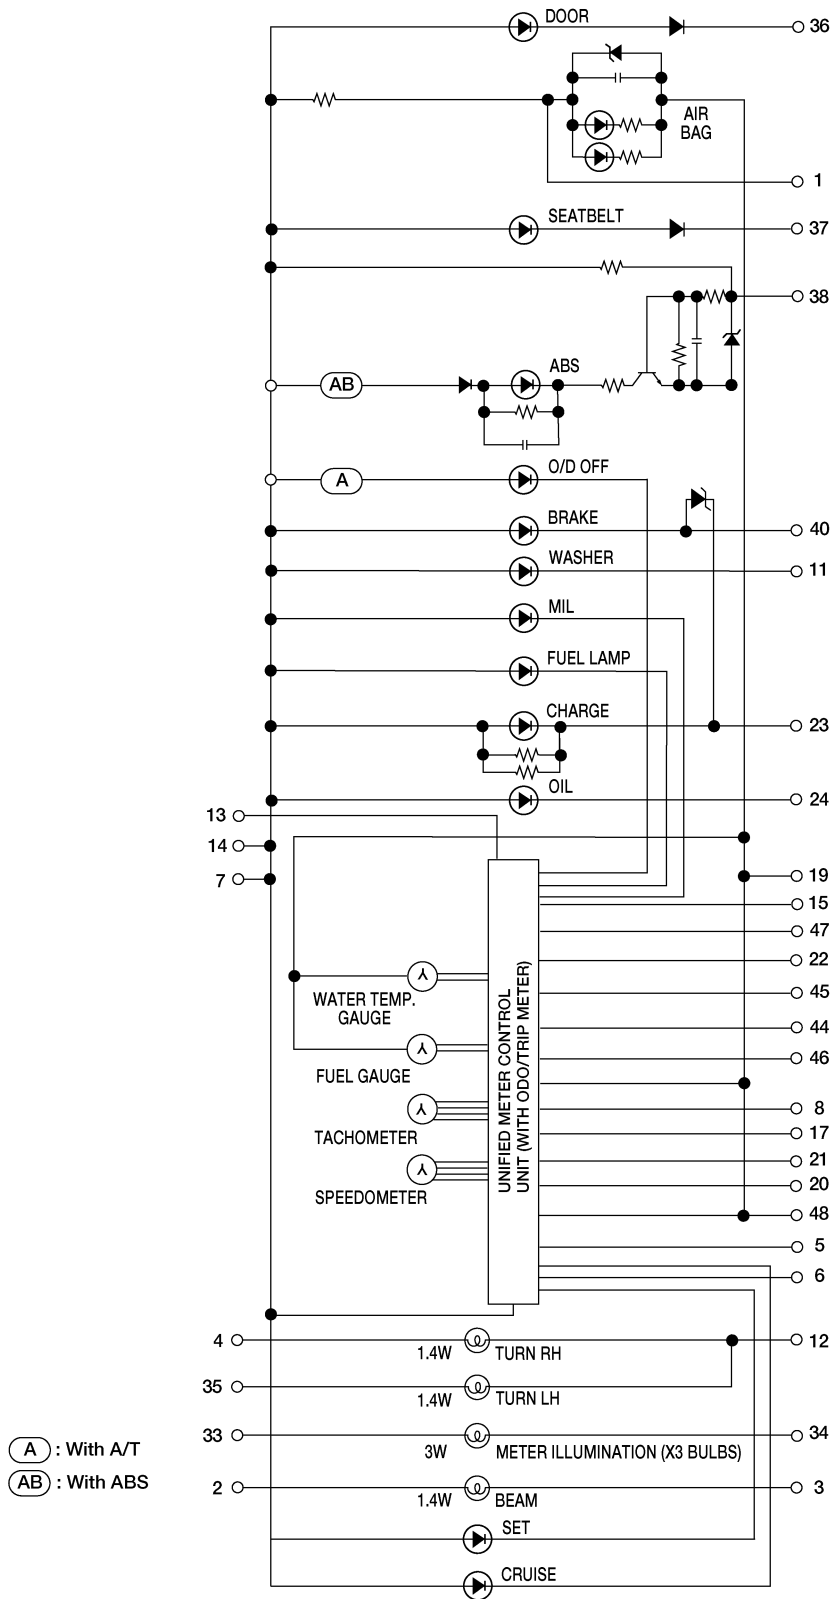 DOOR
36
AIR
BAG
1
SEATBELT
37
38
ABS
AB
O/D OFF
A
BRAKE
40
WASHER
11
MIL
FUEL LAMP
CHARGE
23
OIL
24
13
14
7
19
15
47
22
45
44
46
8
17
21
20
48
5
6
WATER TEMP.
GAUGE
FUEL GAUGE
TACHOMETER
SPEEDOMETER
UNIFIED METER CONTROL
UNIT (WITH ODO/TRIP METER)
4
1.4W
TURN RH
12
35
1.4W
TURN LH
33
3W
METER ILLUMINATION (X3 BULBS)
34
A : With A/T
AB : With ABS
2
1.4W
BEAM
3
SET
CRUISE